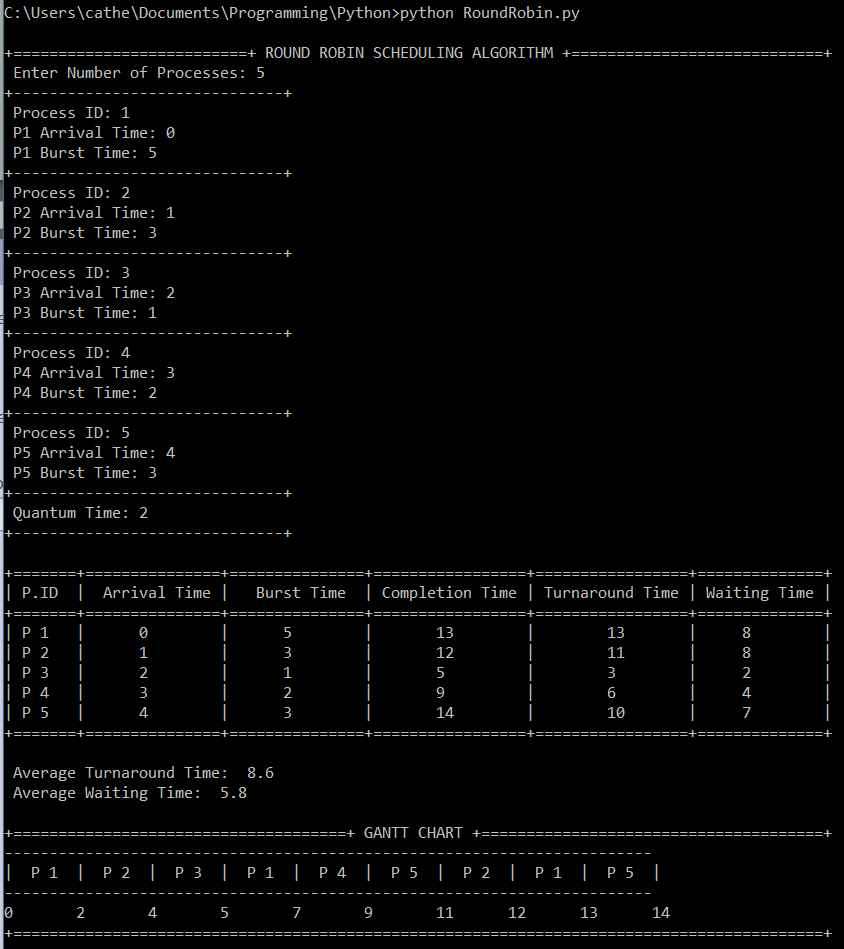 C:\Users\cathe\Documents\Programming\Python>python RoundRobin.py
+==========================+ ROUND ROBIN SCHEDULING ALGORITHM +============================+
Enter Number of Processes: 5
+------------------------------+
Process ID: 1
P1 Arrival Time: 0
P1 Burst Time: 5
+------------------------------+
Process ID: 2
P2 Arrival Time: 1
P2 Burst Time: 3
+------------------------------+
Process ID: 3
P3 Arrival Time: 2
P3 Burst Time: 1
+------------------------------+
Process ID: 4
P4 Arrival Time: 3
P4 Burst Time: 2
+------------------------------+
Process ID: 5
P5 Arrival Time: 4
P5 Burst Time: 3
+------------------------------+
Quantum Time: 2
+------------------------------+
+=======+===============+===============+=================+=================+==============+
| P.ID  |  Arrival Time |   Burst Time  | Completion Time | Turnaround Time | Waiting Time |
+=======+===============+===============+=================+=================+==============+
| P 1   |      0        |      5        |       13        |        13       |     8        |
| P 2   |      1        |      3        |       12        |        11       |     8        |
| P 3   |      2        |      1        |       5         |        3        |     2        |
| P 4   |      3        |      2        |       9         |        6        |     4        |
| P 5   |      4        |      3        |       14        |        10       |     7        |
+=======+===============+===============+=================+=================+==============+
Average Turnaround Time:  8.6
Average Waiting Time:  5.8
+=====================================+ GANTT CHART +======================================+
------------------------------------------------------------------------
|  P 1  |  P 2  |  P 3  |  P 1  |  P 4  |  P 5  |  P 2  |  P 1  |  P 5  |
------------------------------------------------------------------------
0       2       4       5       7       9       11      12      13      14
+==========================================================================================+